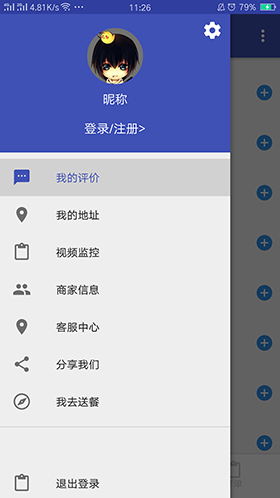 4.81K/s 11:26 79%
昵称
登录/注册>
我的评价
我的地址
视频监控
商家信息
客服中心
分享我们
我去送餐
退出登录